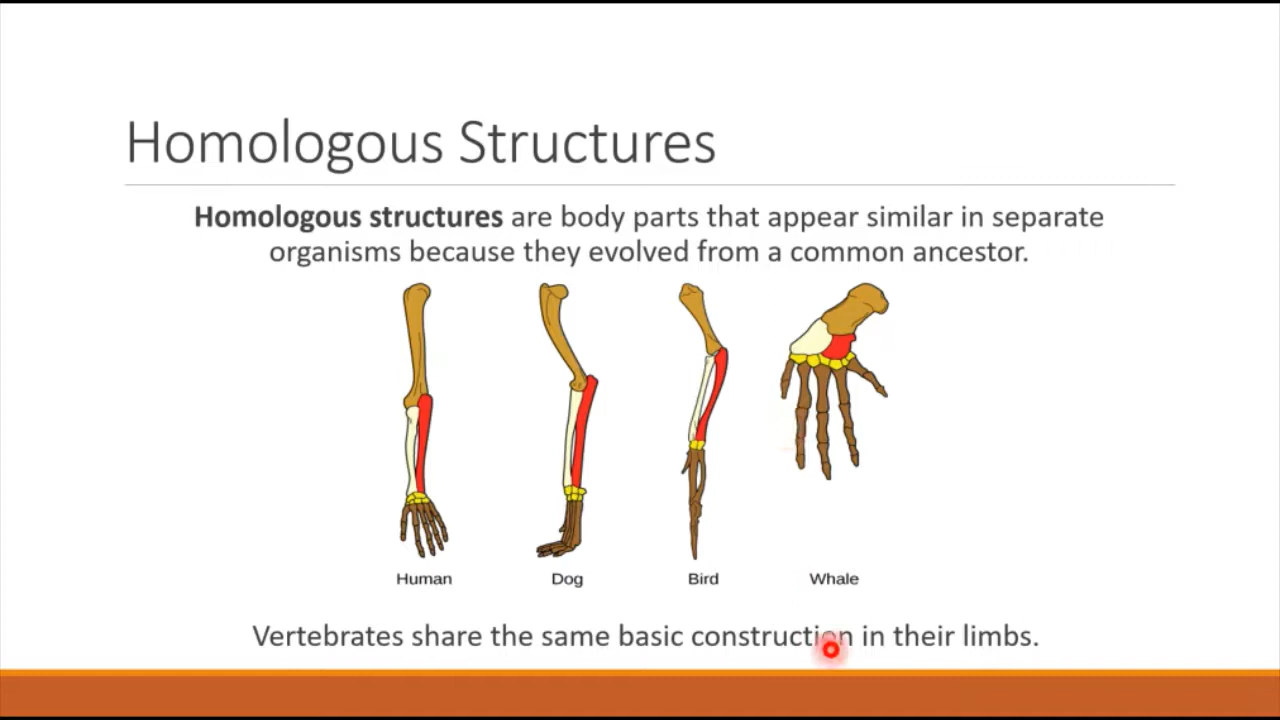 Homologous Structures
Homologous structures are body parts that appear similar in separate
organisms because they evolved from a common ancestor.
Human
Dog
Bird
Whale
Vertebrates share the same basic construction in their limbs.